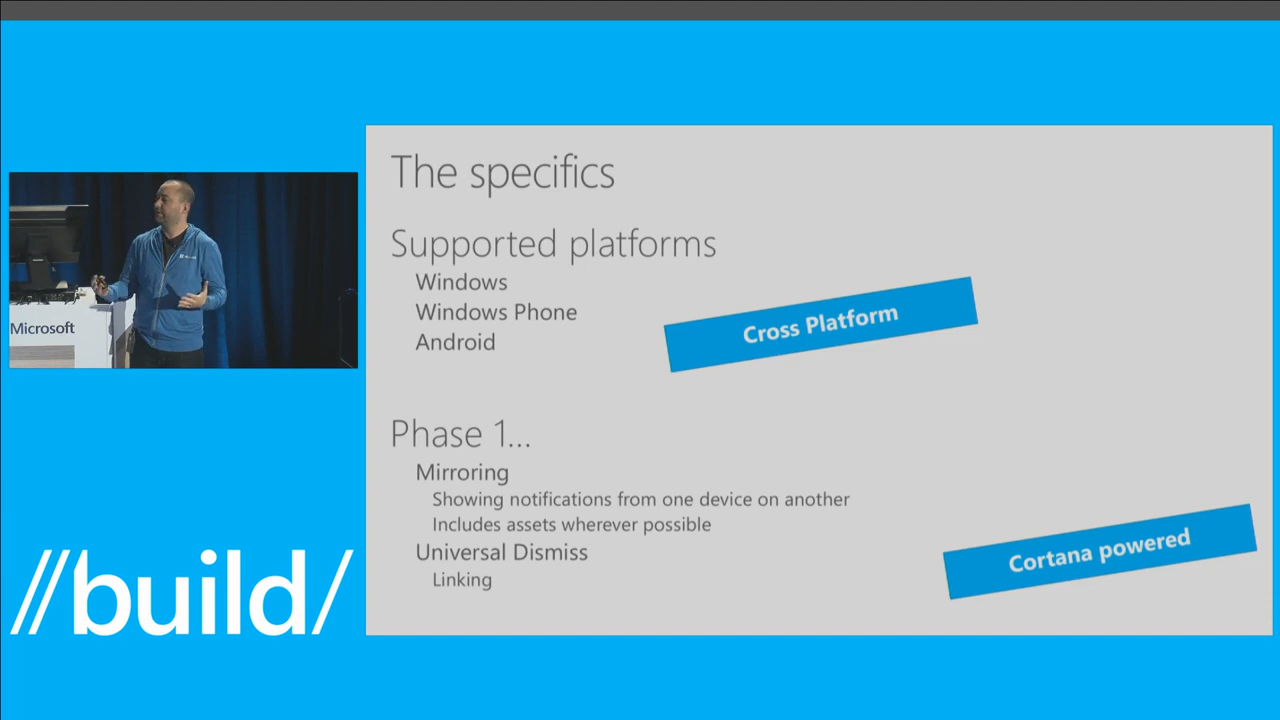 The specifics
Supported platforms
Windows
Windows Phone
Android
Cross Platform
Phase 1...
Mirroring
Showing notifications from one device on another
Includes assets wherever possible
Universal Dismiss
Linking
Cortana powered
Microsoft
//build/